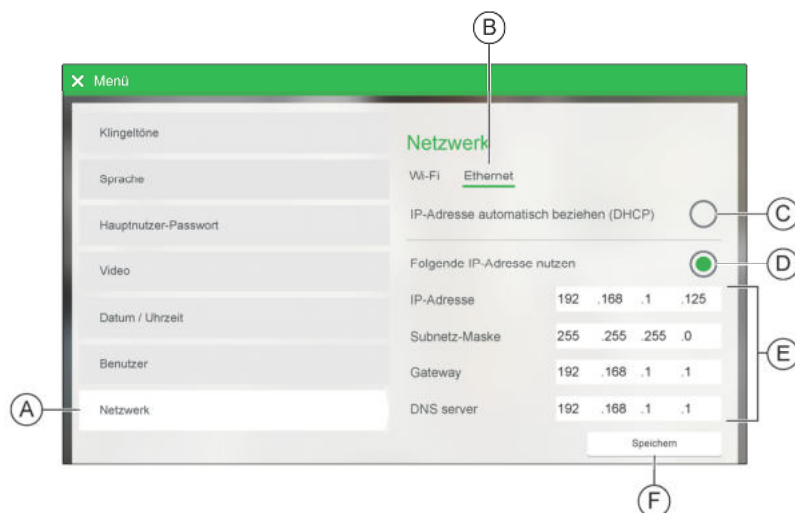 B
X Menü
Klingeltöne
Netzwerk
Wi-Fi Ethernet
Sprache
IP-Adresse automatisch beziehen (DHCP)
C
Hauptnutzer-Passwort
Folgende IP-Adresse nutzen
D
Video
IP-Adresse 192 .168 .1 .125
Datum / Uhrzeit
Subnetz-Maske 255 .255 .255 .0
E
Benutzer
Gateway 192 .168 .1 .1
A
Netzwerk
DNS server 192 .168 .1 .1
Speichern
F